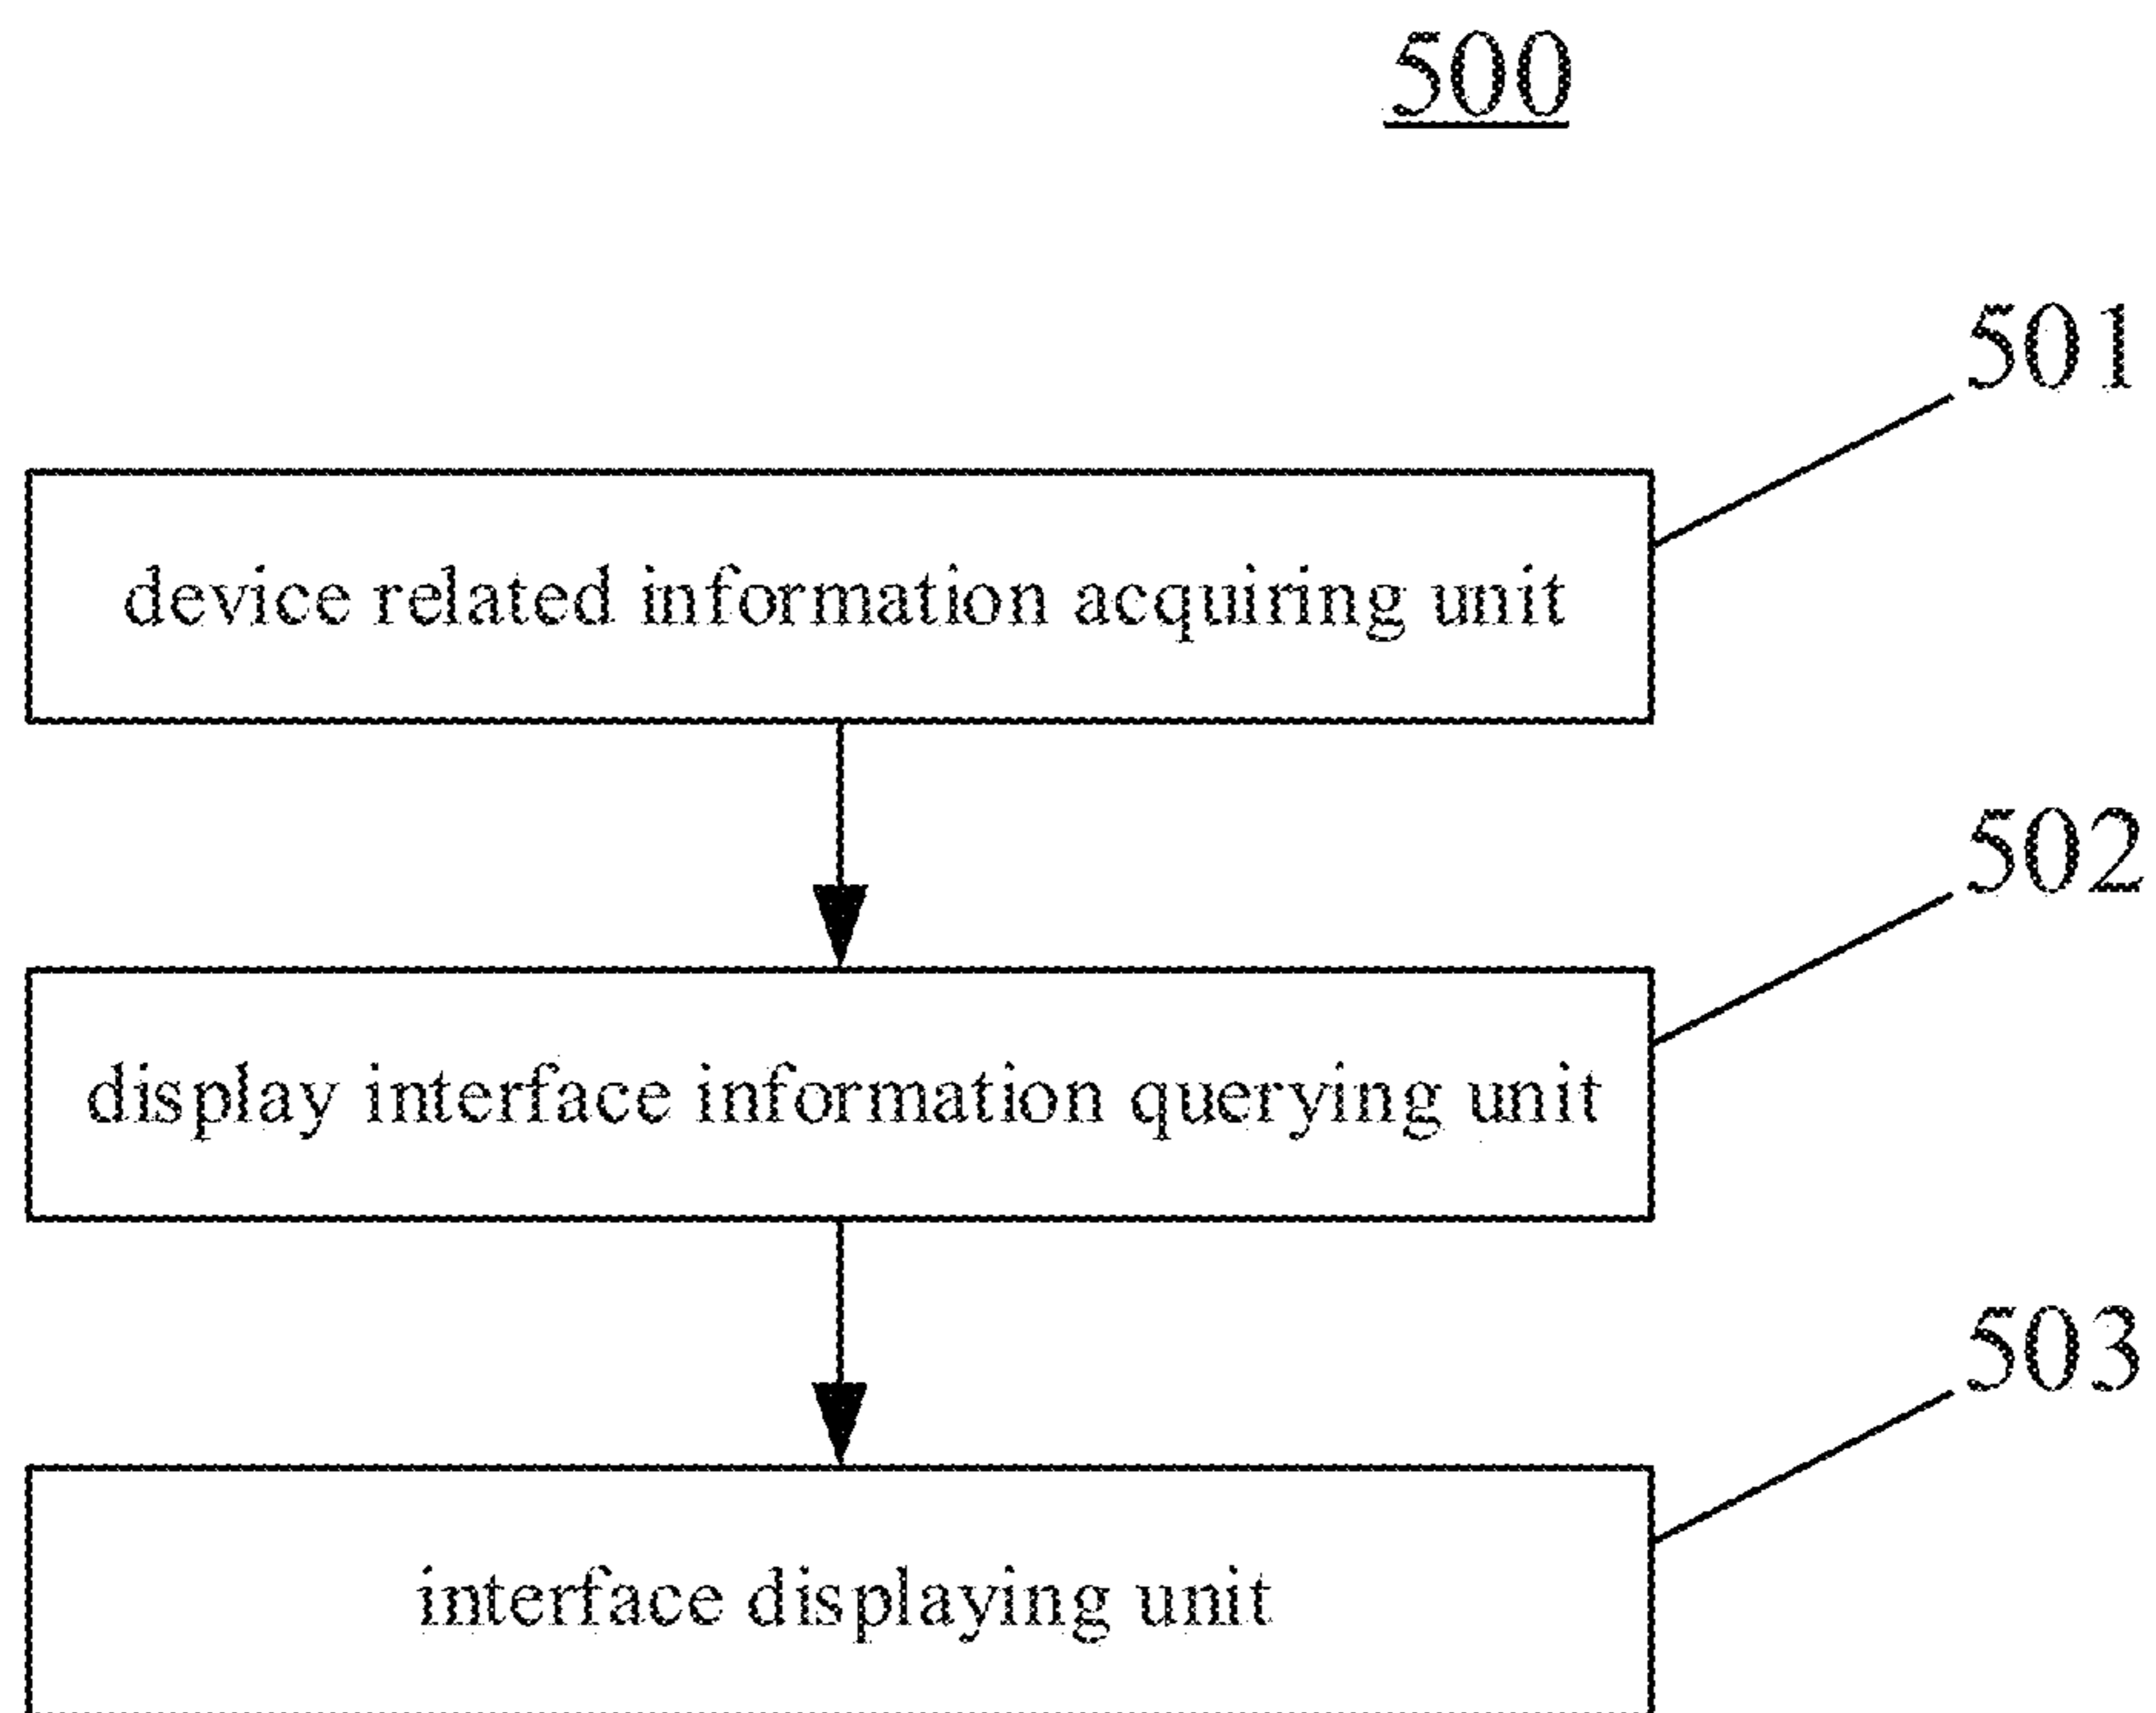 500
501
device related information acquiring unit
502
display interface information querying unit
503
interface displaying unit